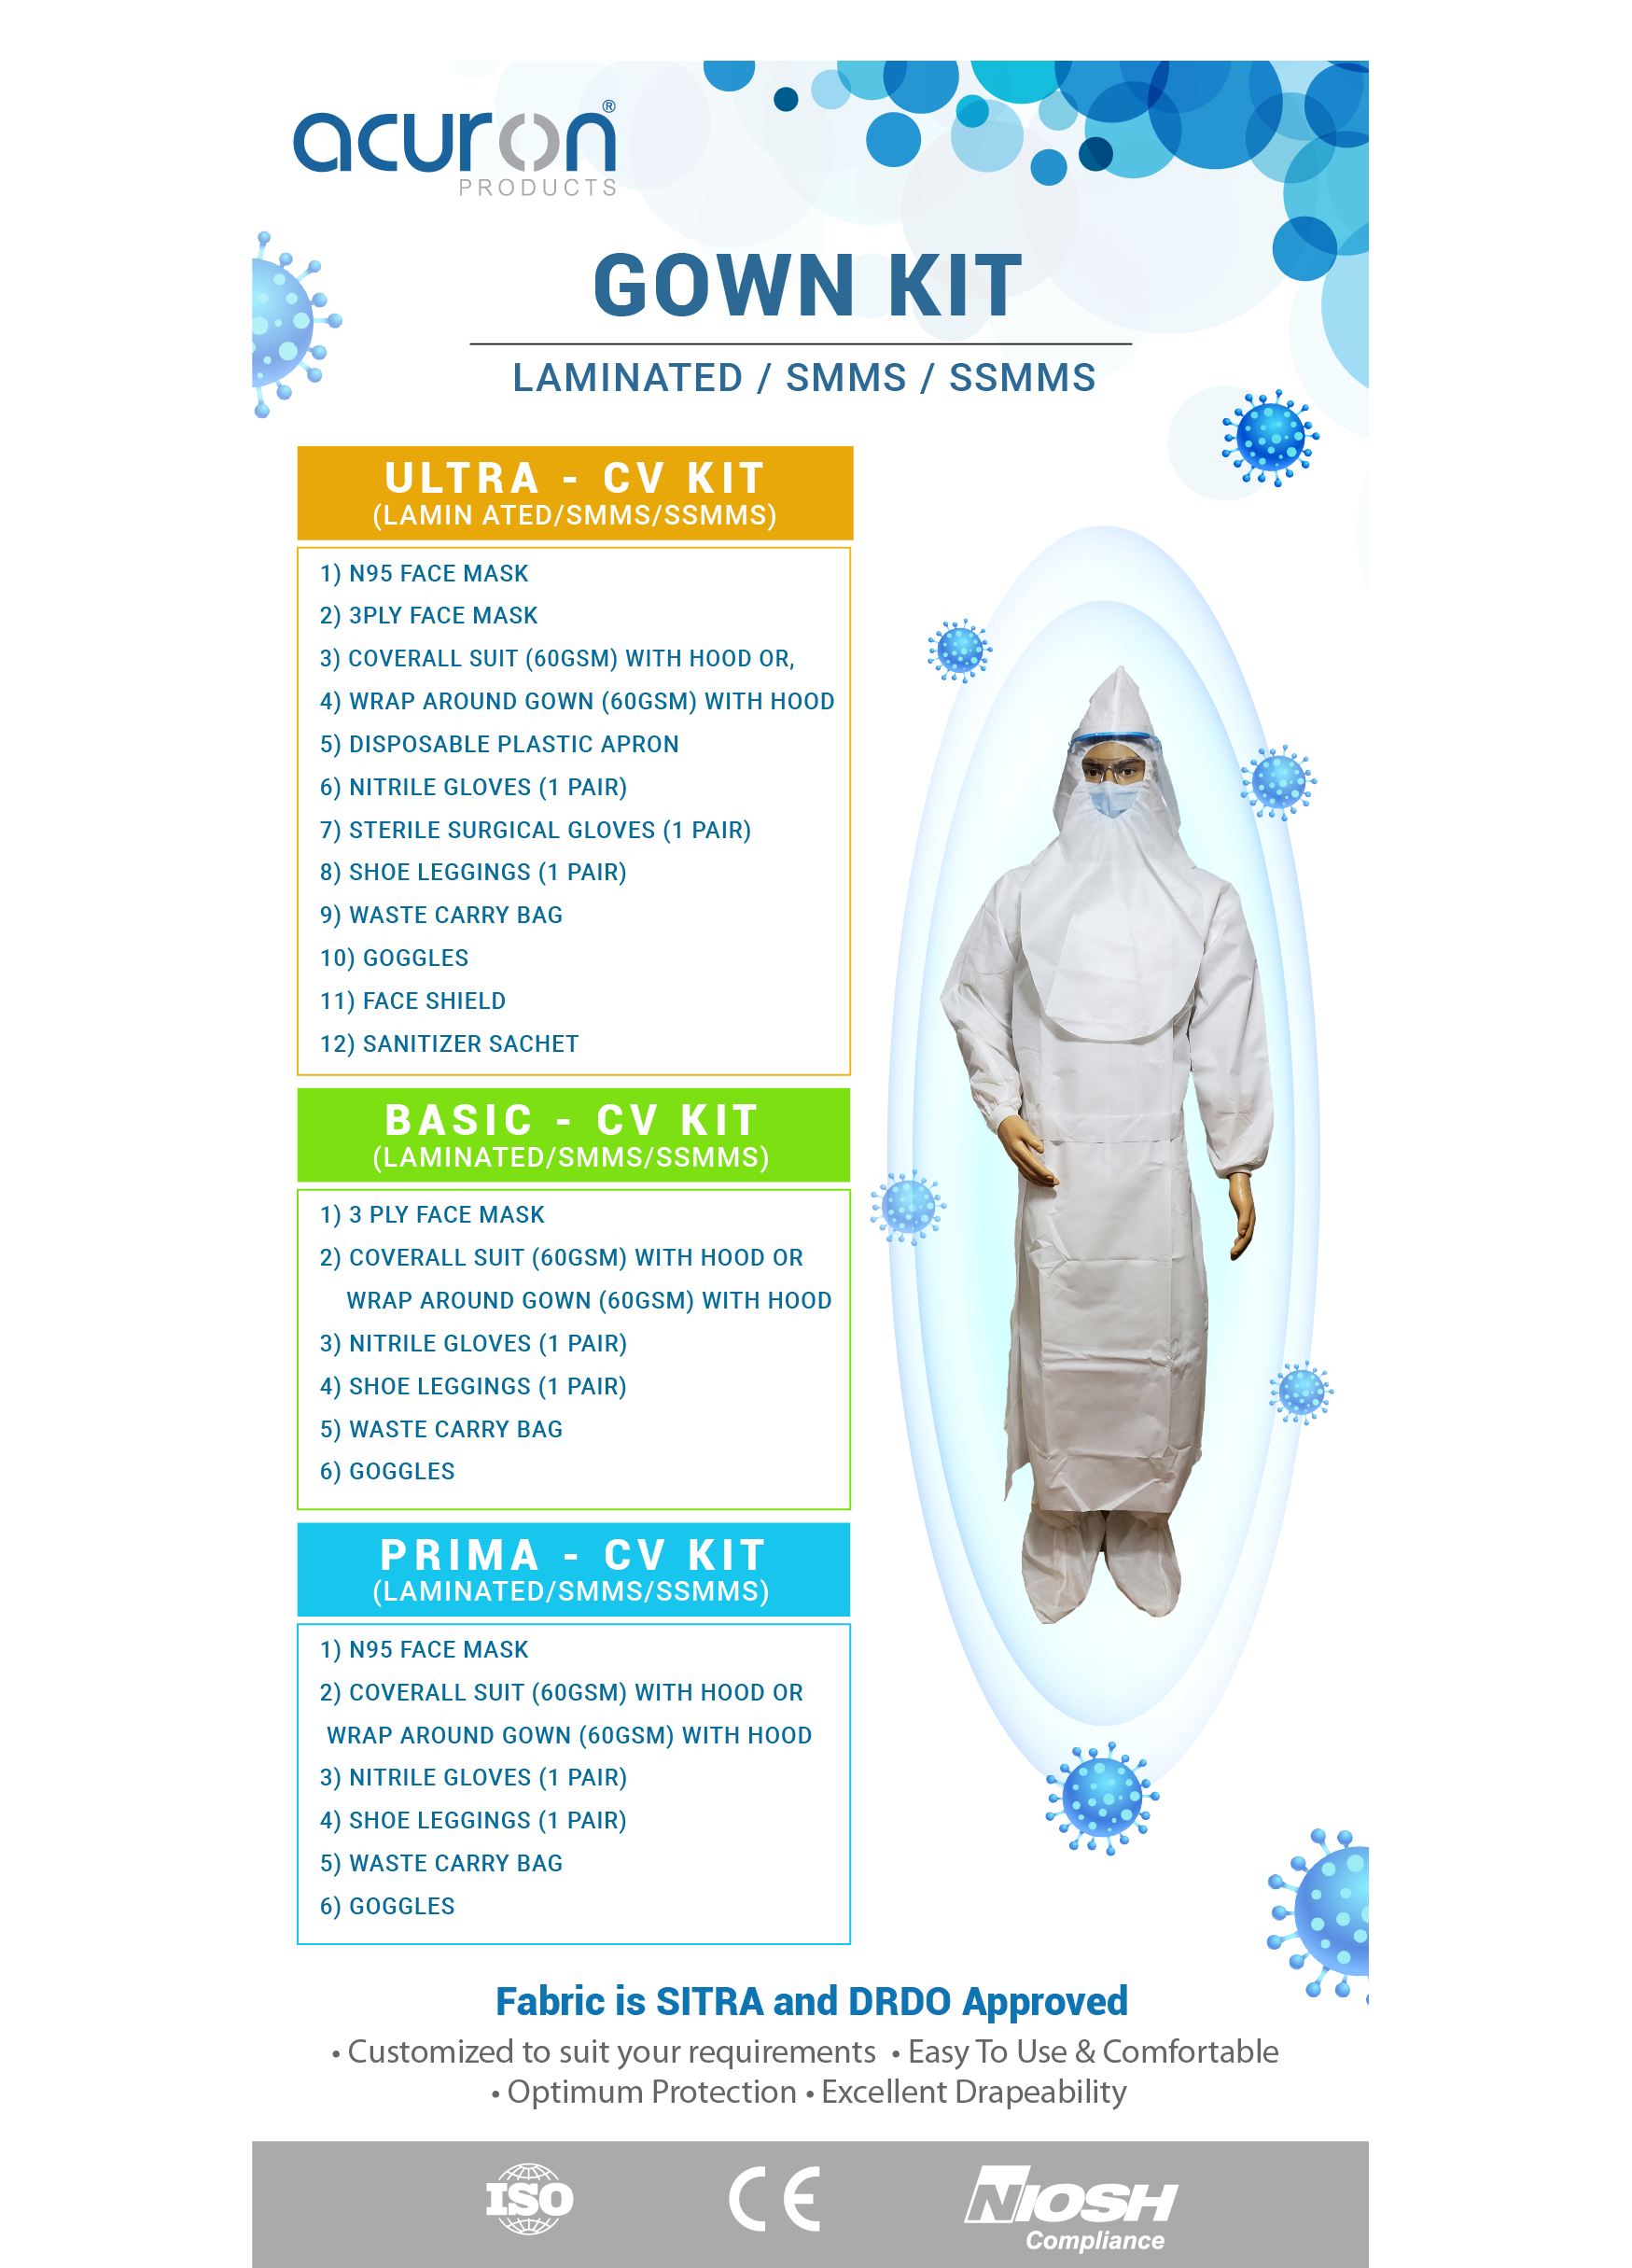 acuron®
PRODUCTS
GOWN KIT
LAMINATED / SMMS / SSMMS
ULTRA - CV KIT
(LAMIN ATED/SMMS/SSMMS)
1) N95 FACE MASK
2) 3PLY FACE MASK
3) COVERALL SUIT (60GSM) WITH HOOD OR,
4) WRAP AROUND GOWN (60GSM) WITH HOOD
5) DISPOSABLE PLASTIC APRON
6) NITRILE GLOVES (1 PAIR)
7) STERILE SURGICAL GLOVES (1 PAIR)
8) SHOE LEGGINGS (1 PAIR)
9) WASTE CARRY BAG
10) GOGGLES
11) FACE SHIELD
12) SANITIZER SACHET
BASIC - CV KIT
(LAMINATED/SMMS/SSMMS)
1) 3 PLY FACE MASK
2) COVERALL SUIT (60GSM) WITH HOOD OR
WRAP AROUND GOWN (60GSM) WITH HOOD
3) NITRILE GLOVES (1 PAIR)
4) SHOE LEGGINGS (1 PAIR)
5) WASTE CARRY BAG
6) GOGGLES
PRIMA - CV KIT
(LAMINATED/SMMS/SSMMS)
1) N95 FACE MASK
2) COVERALL SUIT (60GSM) WITH HOOD OR
WRAP AROUND GOWN (60GSM) WITH HOOD
3) NITRILE GLOVES (1 PAIR)
4) SHOE LEGGINGS (1 PAIR)
5) WASTE CARRY BAG
6) GOGGLES
Fabric is SITRA and DRDO Approved
• Customized to suit your requirements • Easy To Use & Comfortable
• Optimum Protection • Excellent Drapeability
ISO CE NIOSH
Compliance